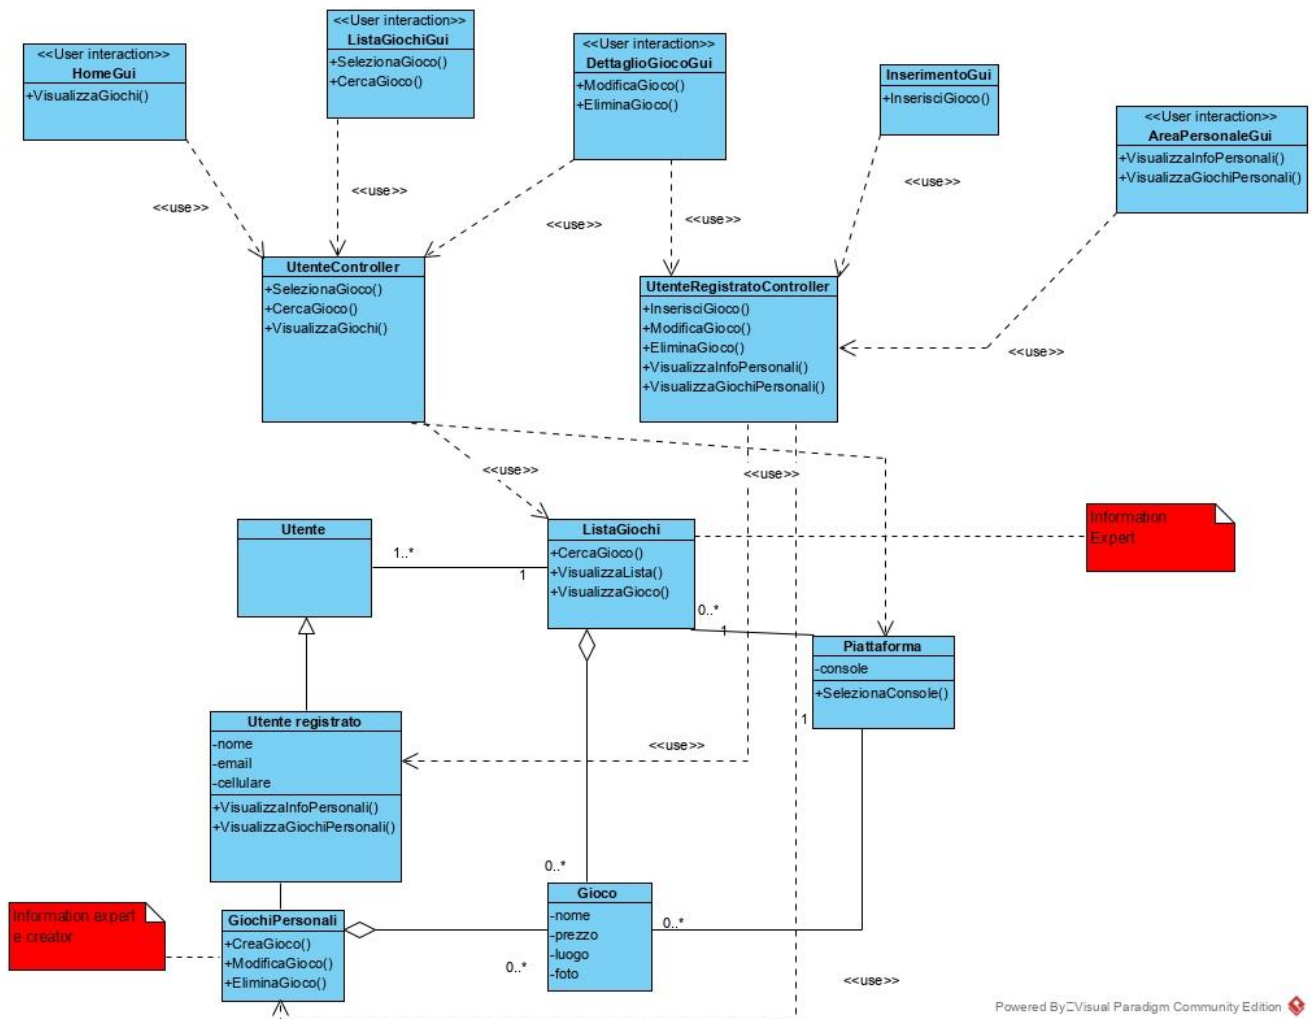 <<User interaction>>
HomeGui
+VisualizzaGiochi()
<<User interaction>>
ListaGiochiGui
+SelezionaGioco()
+CercaGioco()
<<User interaction>>
DettaglioGiocoGui
+ModificaGioco()
+EliminaGioco()
InserimentoGui
+InserisciGioco()
<<User interaction>>
AreaPersonaleGui
+VisualizzaInfoPersonali()
+VisualizzaGiochiPersonali()
<<use>>
<<use>>
<<use>>
<<use>>
<<use>>
<<use>>
UtenteController
+SelezionaGioco()
+CercaGioco()
+VisualizzaGiochi()
UtenteRegistratoController
+InserisciGioco()
+ModificaGioco()
+EliminaGioco()
+VisualizzaInfoPersonali()
+VisualizzaGiochiPersonali()
<<use>>
<<use>>
Utente
1..*
1
ListaGiochi
+CercaGioco()
+VisualizzaLista()
+VisualizzaGioco()
Information
Expert
0..*
1
Piattaforma
-console
+SelezionaConsole()
1
Utente registrato
-nome
-email
-cellulare
+VisualizzaInfoPersonali()
+VisualizzaGiochiPersonali()
<<use>>
0..*
Gioco
-nome
-prezzo
-luogo
-foto
0..*
0..*
Information expert
e creator
GiochiPersonali
+CreaGioco()
+ModificaGioco()
+EliminaGioco()
<<use>>
Powered By Visual Paradigm Community Edition